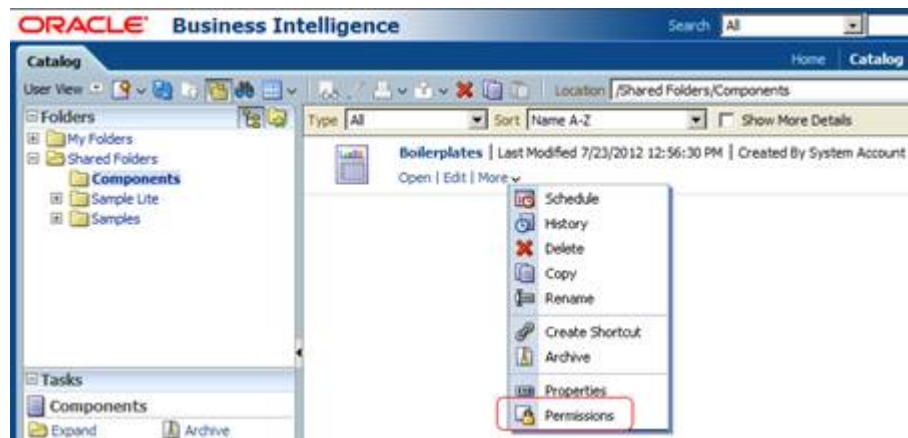 ORACLE® Business Intelligence
Search All
Catalog
Home Catalog
User View
Location /Shared Folders/Components
Folders
Type All Sort Name A-Z Show More Details
My Folders
Shared Folders
Components
Sample Lite
Samples
Boilerplates | Last Modified 7/23/2012 12:56:30 PM | Created By System Account
Open | Edit | More
Schedule
History
Delete
Copy
Rename
Create Shortcut
Archive
Properties
Permissions
Tasks
Components
Expand Archive